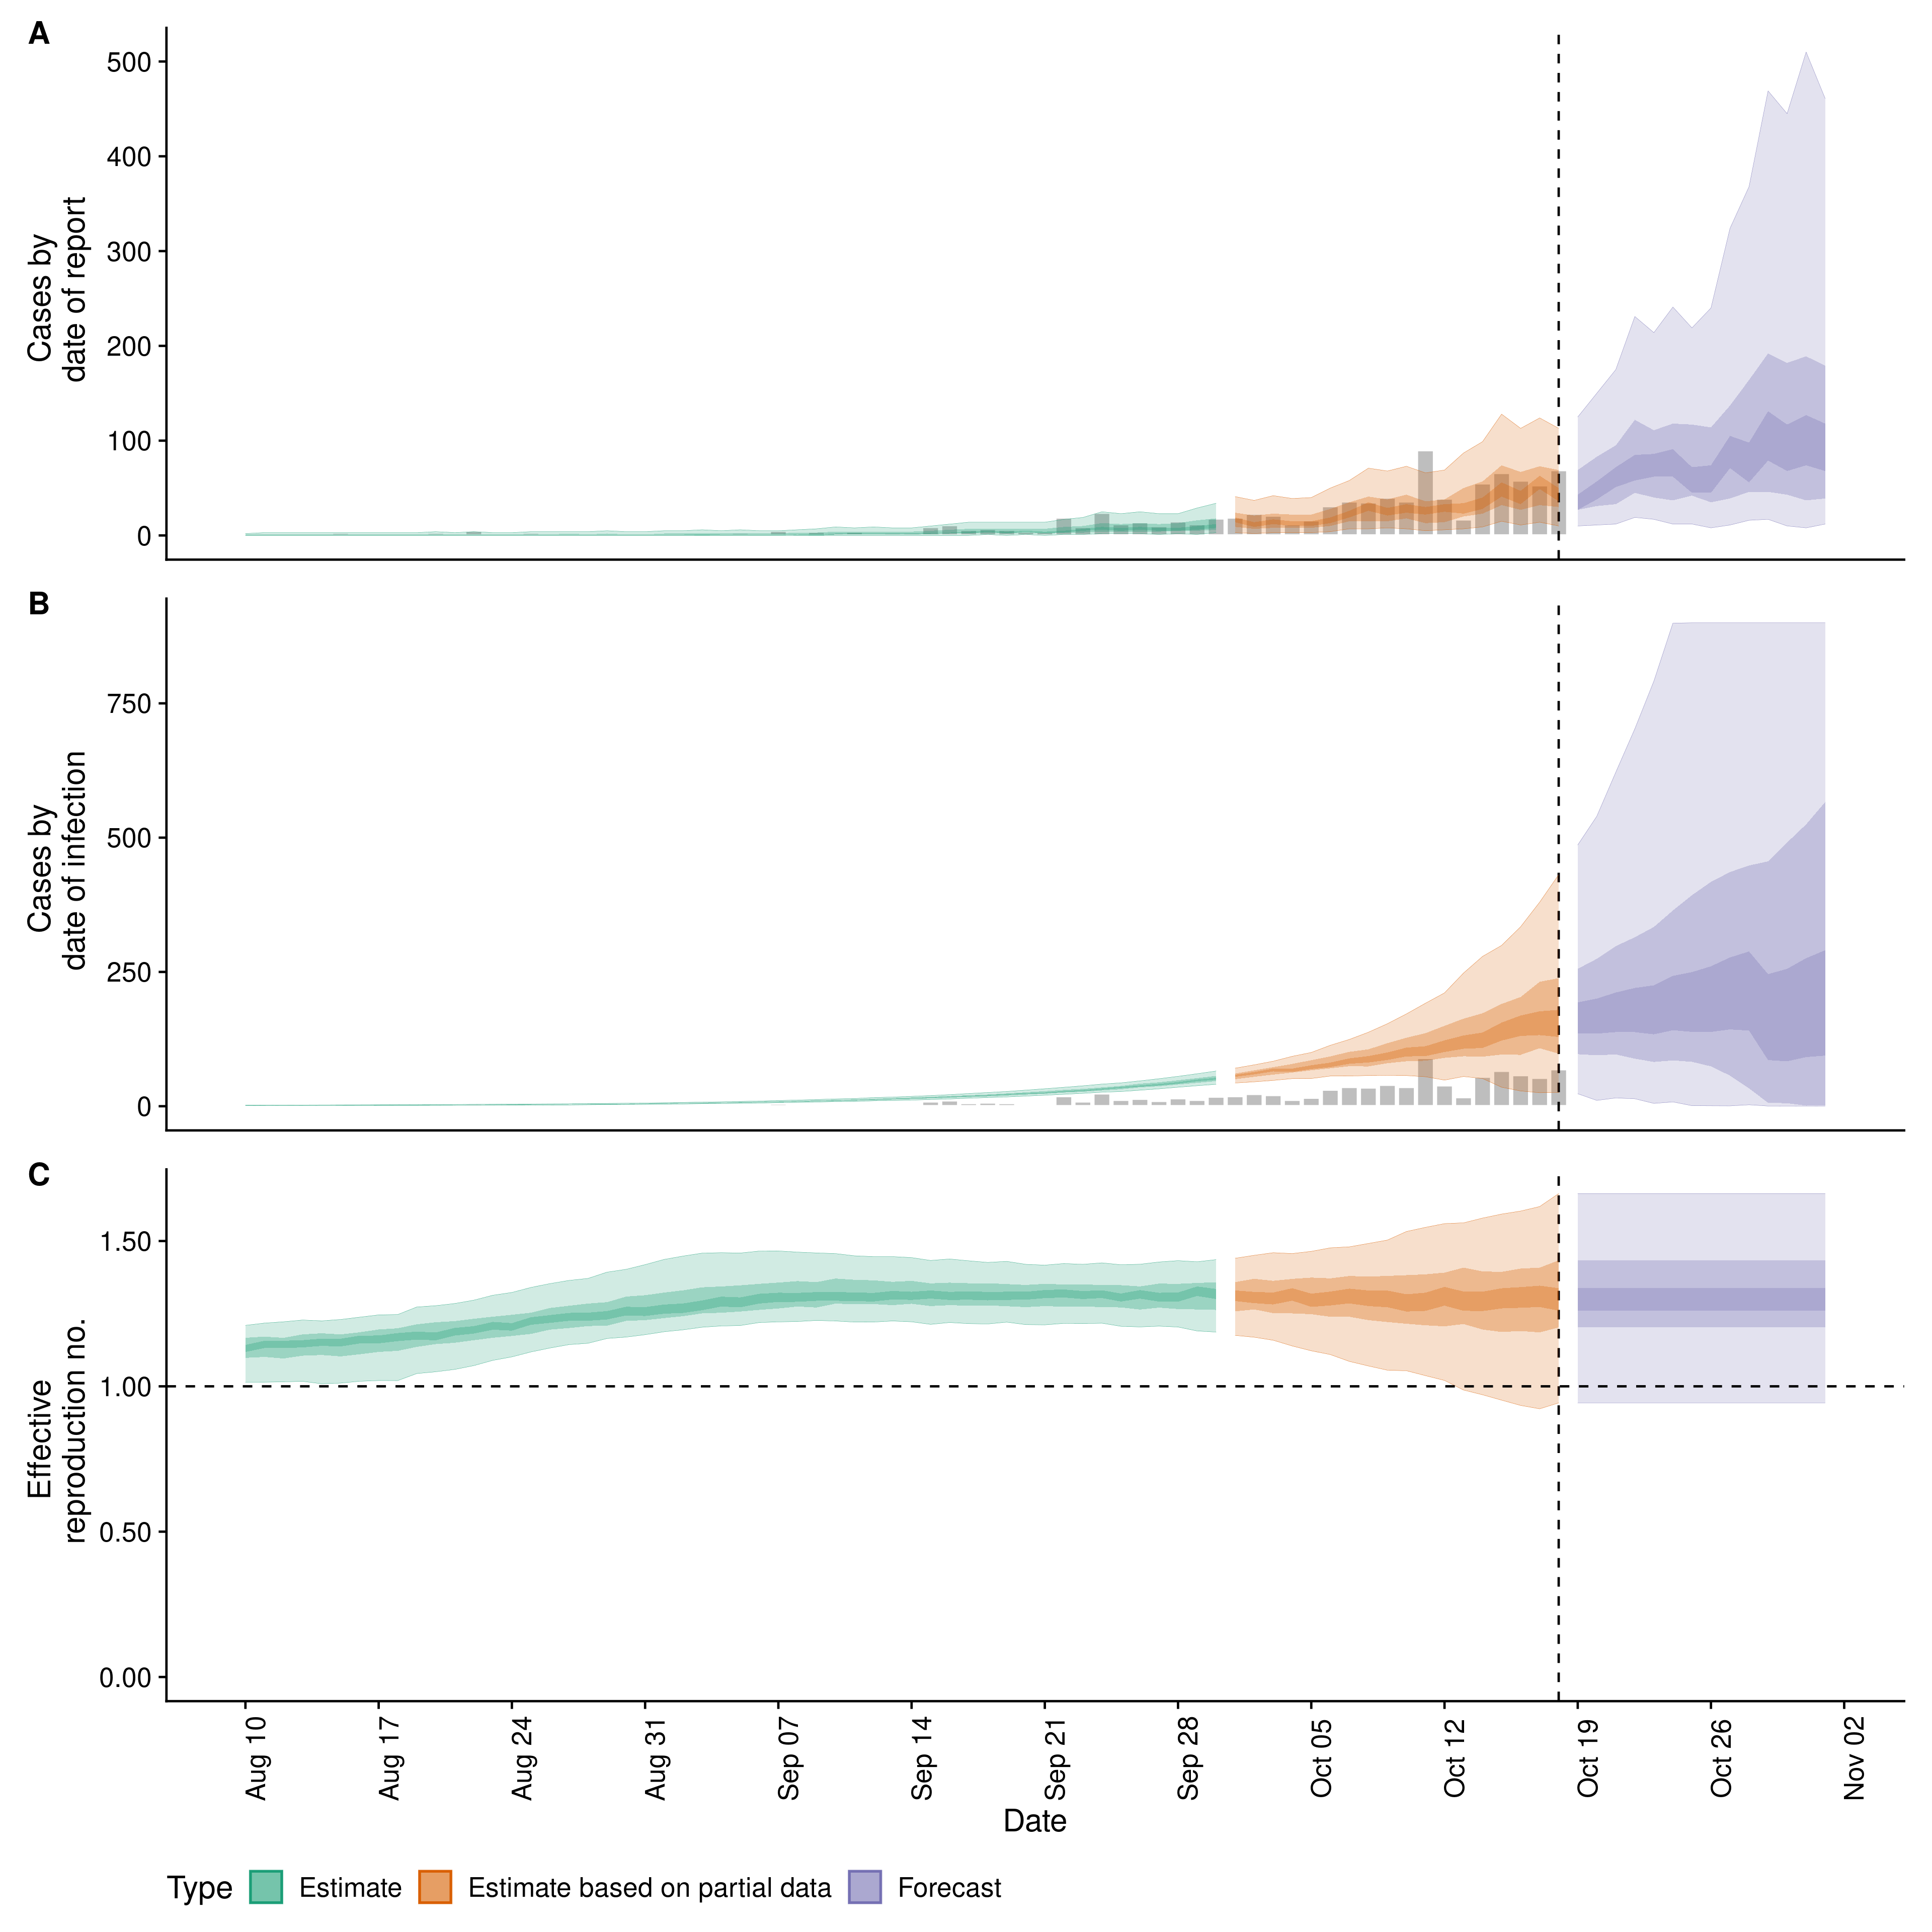 A
Cases by
date of report
500
400
300
200
100
0
B
Cases by
date of infection
750
500
250
0
C
Effective
reproduction no.
1.50
1.00
0.50
0.00
Aug 10
Aug 17
Aug 24
Aug 31
Sep 07
Sep 14
Sep 21
Sep 28
Oct 05
Oct 12
Oct 19
Oct 26
Nov 02
Date
Type Estimate Estimate based on partial data Forecast